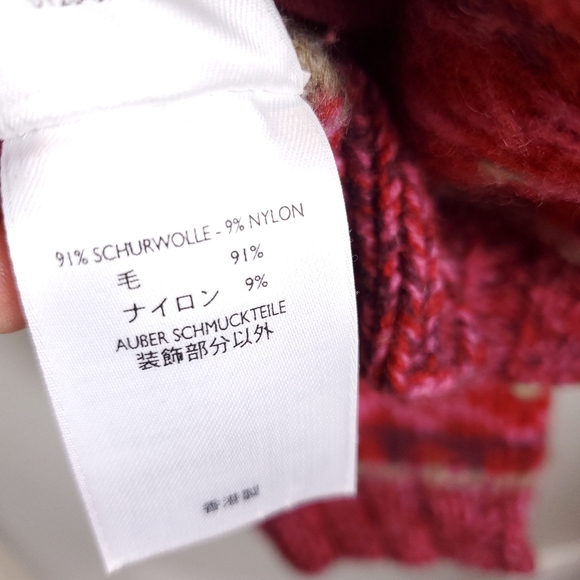 91% SCHURWOLLE - 9% NYLON
毛 91%
ナイロン 9%
AUBER SCHMUCKTEILE
装飾部分以外
香港製